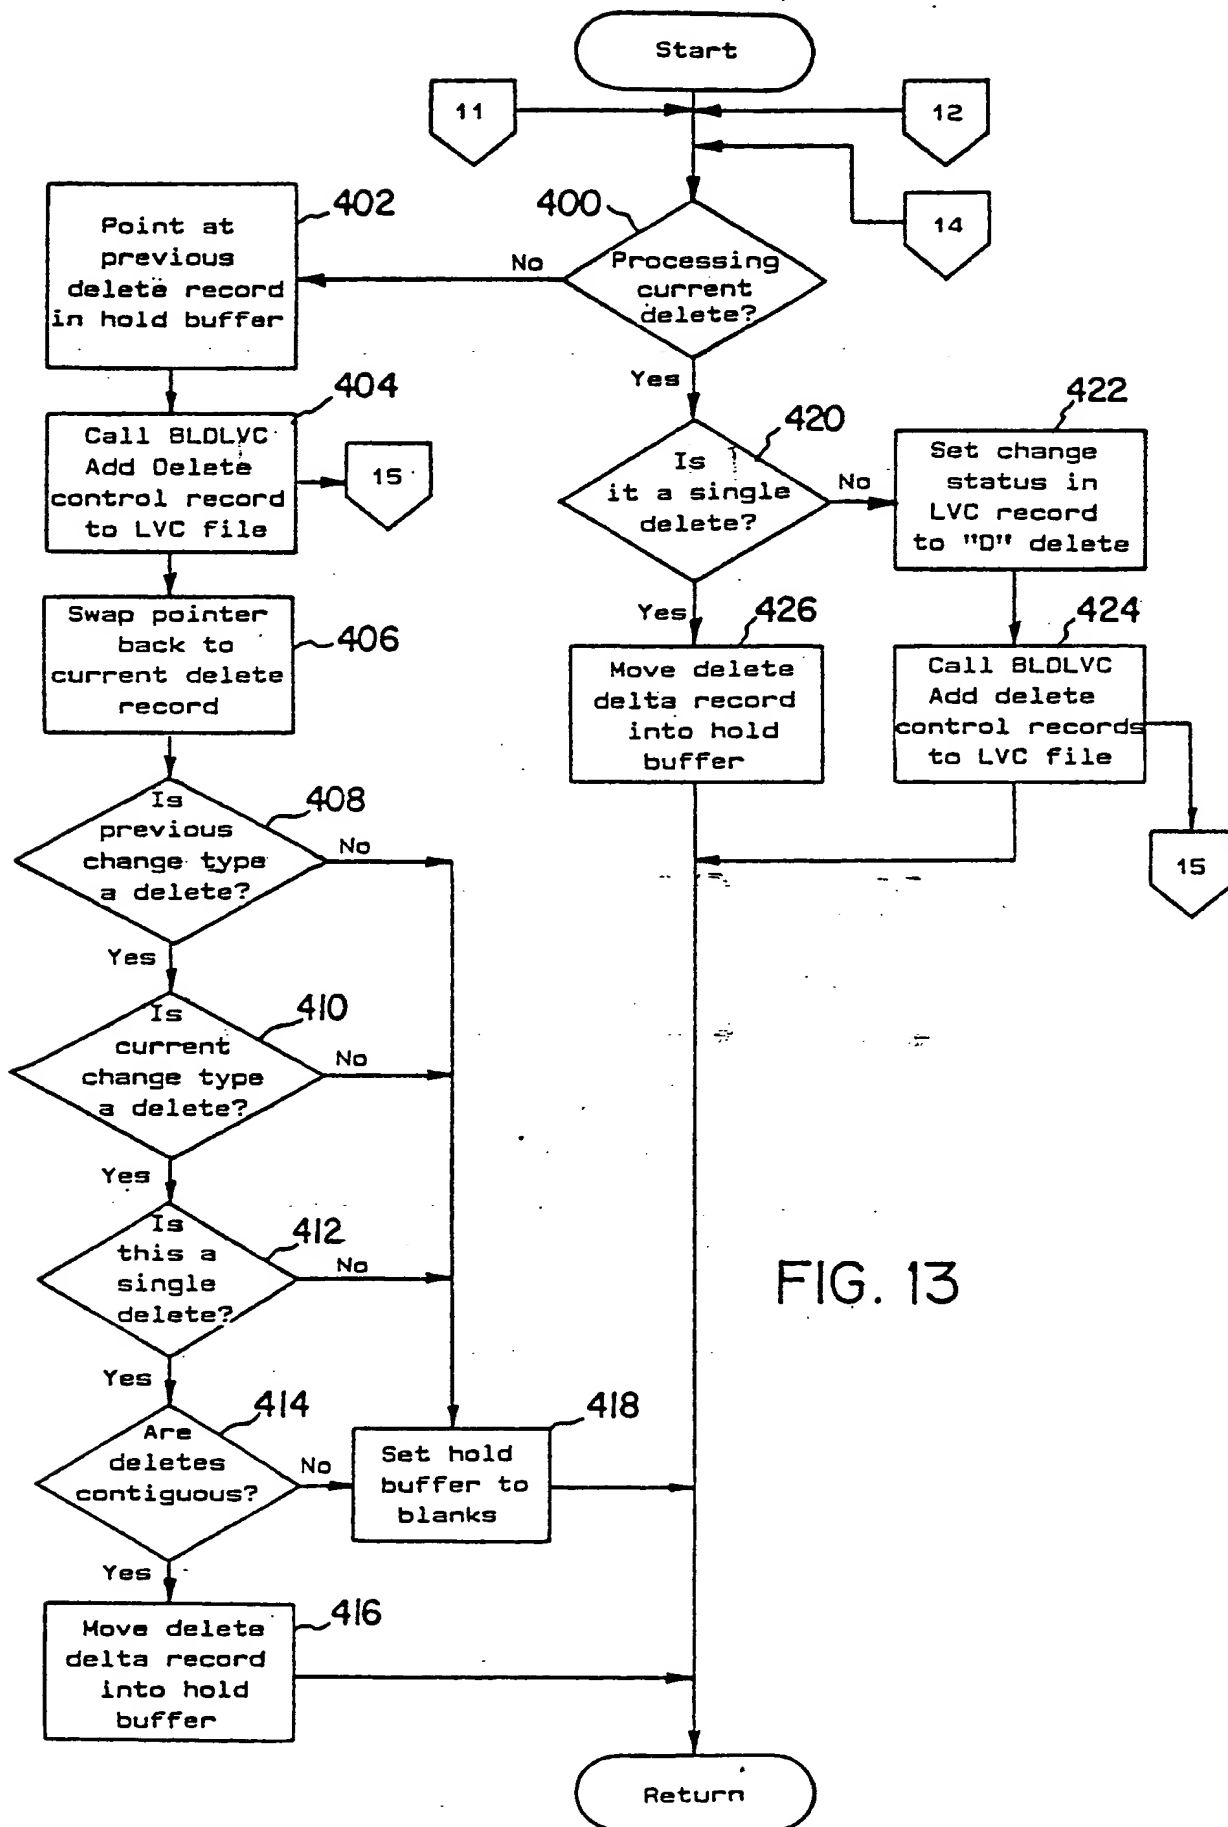 Start
11
12
14
400
Processing
current
delete?
No
Yes
402
Point at
previous
delete record
in hold buffer
404
Call BLDLVC
Add Delete
control record
to LVC file
15
406
Swap pointer
back to
current delete
record
408
Is
previous
change type
a delete?
No
Yes
410
Is
current
change type
a delete?
No
Yes
412
Is
this a
single
delete?
No
Yes
414
Are
deletes
contiguous?
No
Yes
416
Move delete
delta record
into hold
buffer
418
Set hold
buffer to
blanks
420
Is
it a single
delete?
No
Yes
422
Set change
status in
LVC record
to "D" delete
424
Call BLDLVC
Add delete
control records
to LVC file
15
426
Move delete
delta record
into hold
buffer
FIG. 13
Return